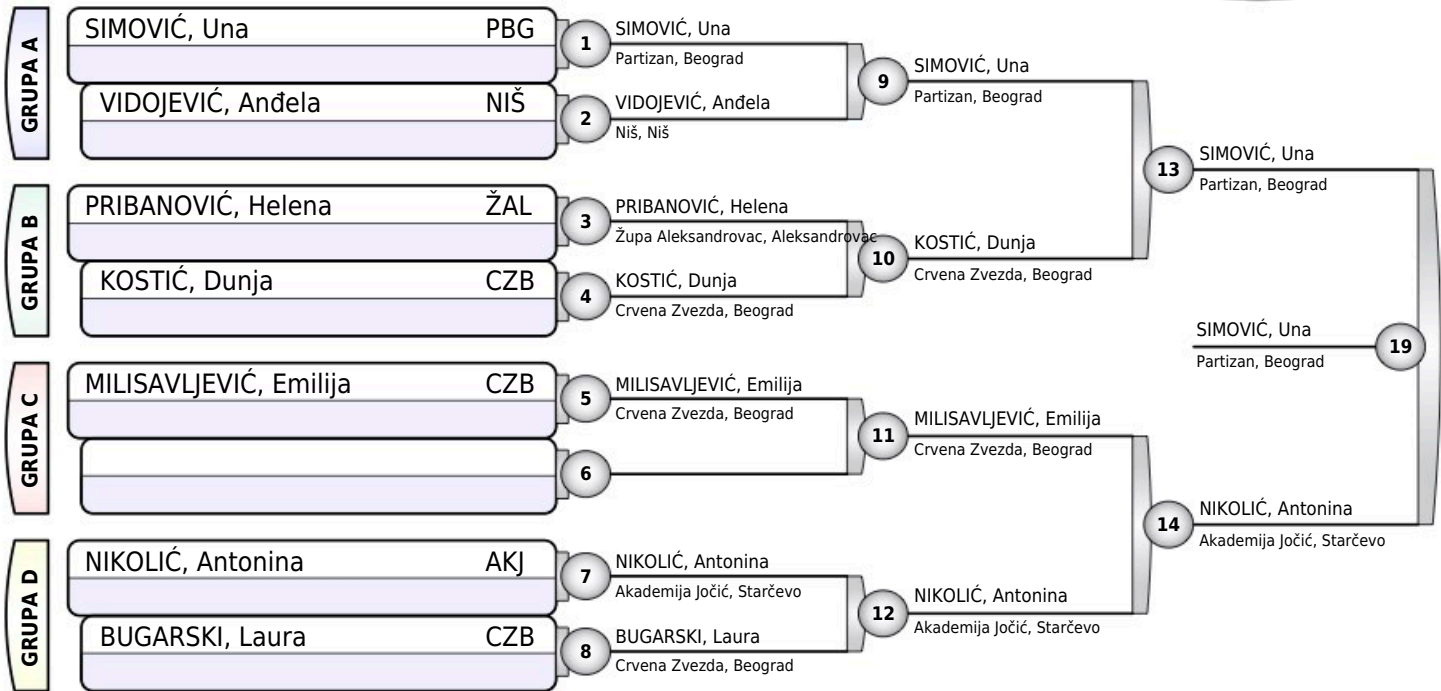 GRUPA A
SIMOVIĆ, Una PBG
VIDOJEVIĆ, Anđela NIŠ
1
SIMOVIĆ, Una
Partizan, Beograd
2
VIDOJEVIĆ, Anđela
Niš, Niš
9
SIMOVIĆ, Una
Partizan, Beograd
GRUPA B
PRIBANOVIĆ, Helena ŽAL
KOSTIĆ, Dunja CZB
3
PRIBANOVIĆ, Helena
Župa Aleksandrovac, Aleksandrovac
4
KOSTIĆ, Dunja
Crvena Zvezda, Beograd
10
KOSTIĆ, Dunja
Crvena Zvezda, Beograd
13
SIMOVIĆ, Una
Partizan, Beograd
GRUPA C
MILISAVLJEVIĆ, Emilija CZB
5
MILISAVLJEVIĆ, Emilija
Crvena Zvezda, Beograd
6
11
MILISAVLJEVIĆ, Emilija
Crvena Zvezda, Beograd
GRUPA D
NIKOLIĆ, Antonina AKJ
BUGARSKI, Laura CZB
7
NIKOLIĆ, Antonina
Akademija Jočić, Starčevo
8
BUGARSKI, Laura
Crvena Zvezda, Beograd
12
NIKOLIĆ, Antonina
Akademija Jočić, Starčevo
14
NIKOLIĆ, Antonina
Akademija Jočić, Starčevo
SIMOVIĆ, Una
Partizan, Beograd
19